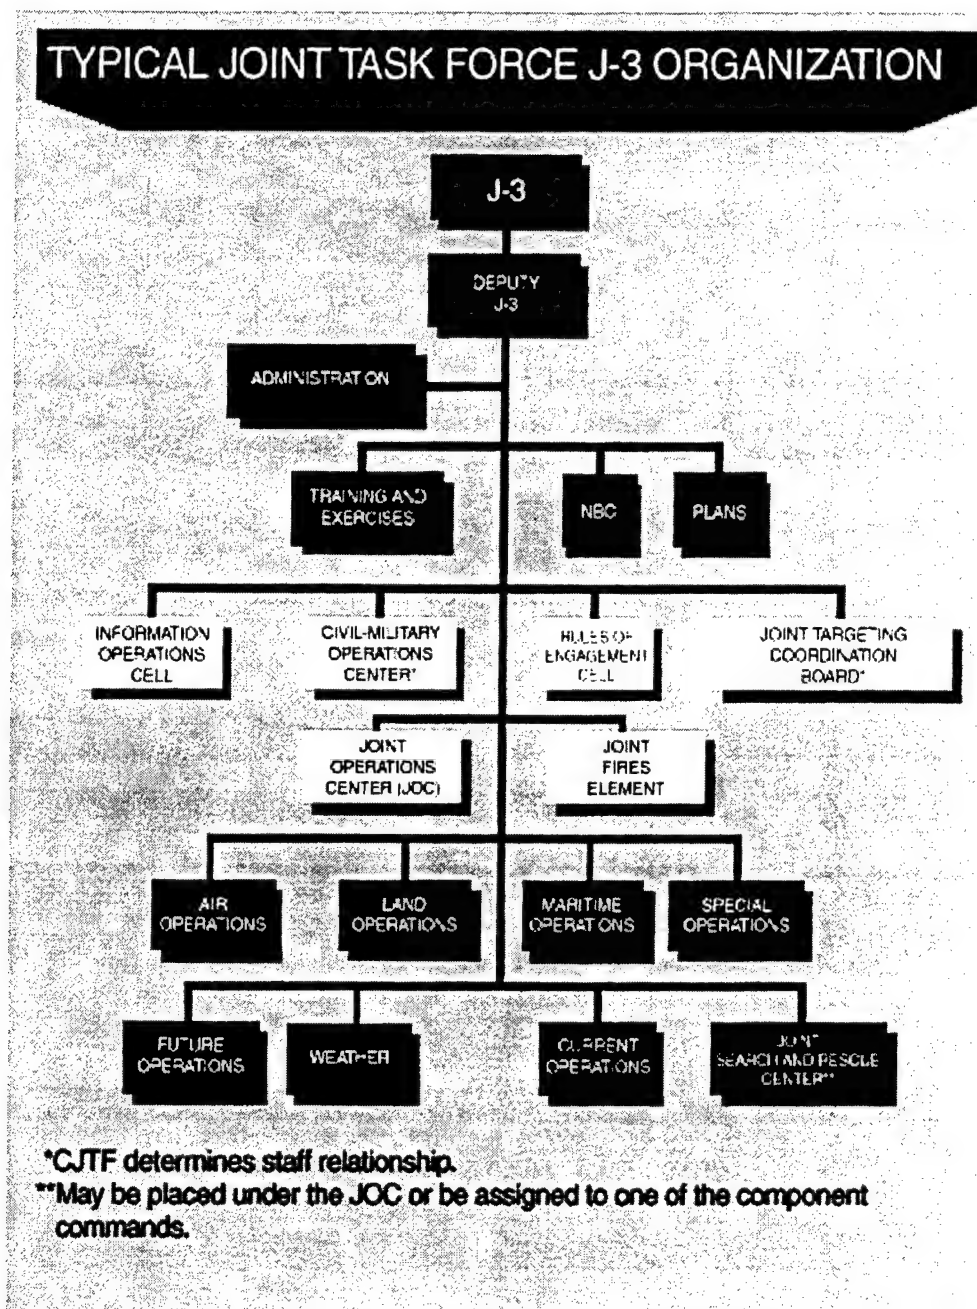 TYPICAL JOINT TASK FORCE J-3 ORGANIZATION
J-3
DEPUTY
J-3
ADMINISTRATION
TRAINING AND
EXERCISES
NBC
PLANS
INFORMATION
OPERATIONS
CELL
CIVIL-MILITARY
OPERATIONS
CENTER*
RULES OF
ENGAGEMENT
CELL
JOINT TARGETING
COORDINATION
BOARD*
JOINT
OPERATIONS
CENTER (JOC)
JOINT
FIRES
ELEMENT
AIR
OPERATIONS
LAND
OPERATIONS
MARITIME
OPERATIONS
SPECIAL
OPERATIONS
FUTURE
OPERATIONS
WEATHER
CURRENT
OPERATIONS
JOINT
SEARCH AND RESCUE
CENTER**
*CJTF determines staff relationship.
**May be placed under the JOC or be assigned to one of the component
commands.